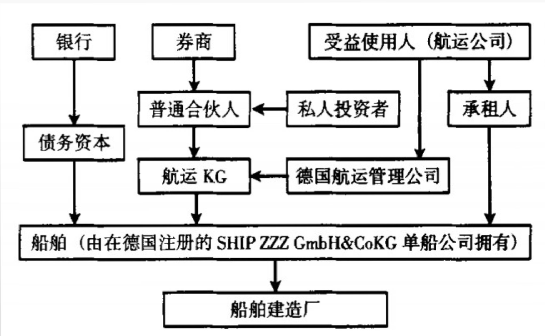 银行
券商
受益使用人（航运公司）
普通合伙人
私人投资者
承租人
债务资本
航运 KG
德国航运管理公司
船舶（由在德国注册的 SHIP ZZZ GmbH&CoKG 单船公司拥有）
船舶建造厂